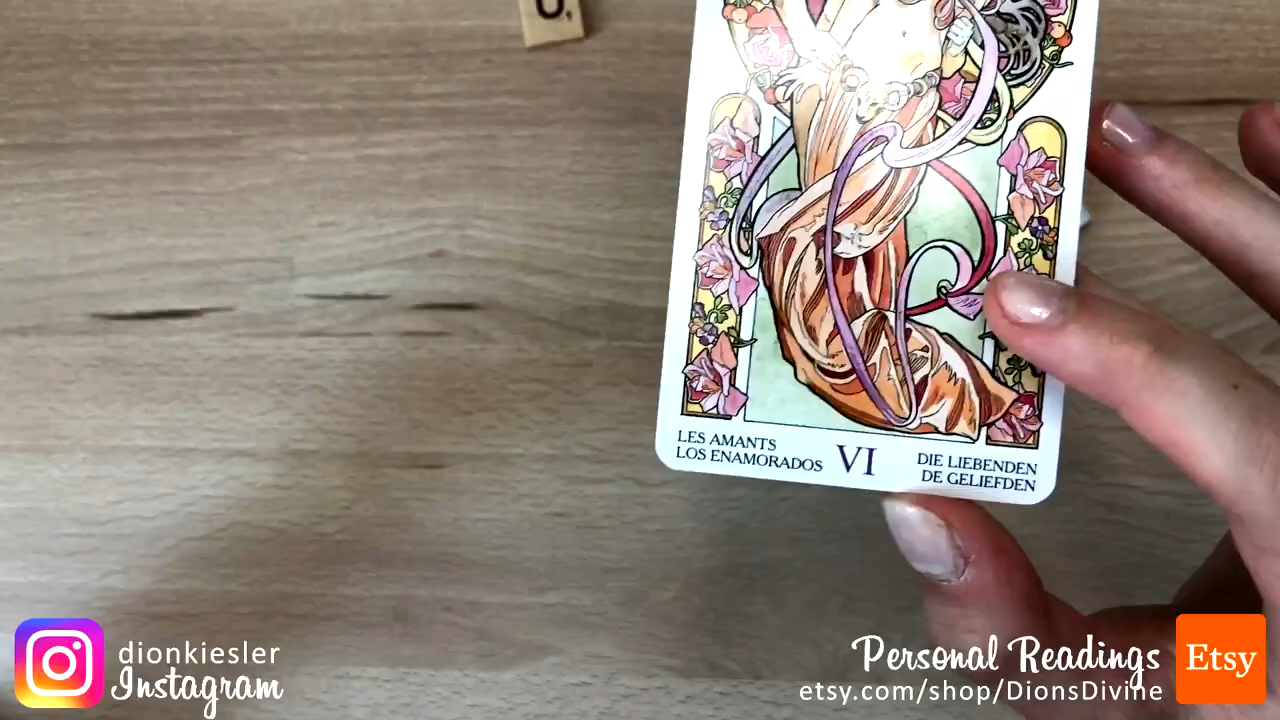 U
LES AMANTS
LOS ENAMORADOS
VI
DIE LIEBENDEN
DE GELIEFDEN
dionkiesler
Instagram
Personal Readings
etsy.com/shop/DionsDivine
Etsy